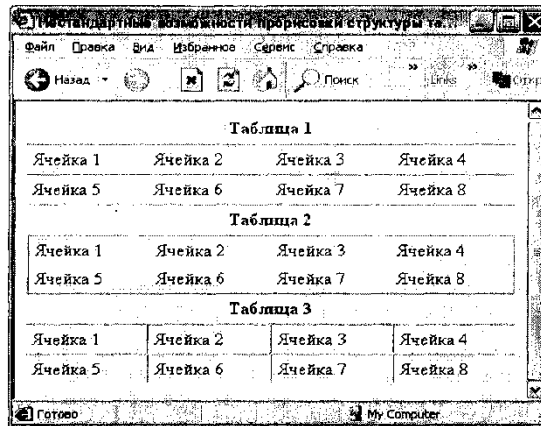 Нестандартные возможности прорисовки структуры та...
Файл Правка Вид Избранное Сервис Справка
Назад Поиск Links
Таблица 1
Ячейка 1 Ячейка 2 Ячейка 3 Ячейка 4
Ячейка 5 Ячейка 6 Ячейка 7 Ячейка 8
Таблица 2
Ячейка 1 Ячейка 2 Ячейка 3 Ячейка 4
Ячейка 5 Ячейка 6 Ячейка 7 Ячейка 8
Таблица 3
Ячейка 1 Ячейка 2 Ячейка 3 Ячейка 4
Ячейка 5 Ячейка 6 Ячейка 7 Ячейка 8
Готово My Computer